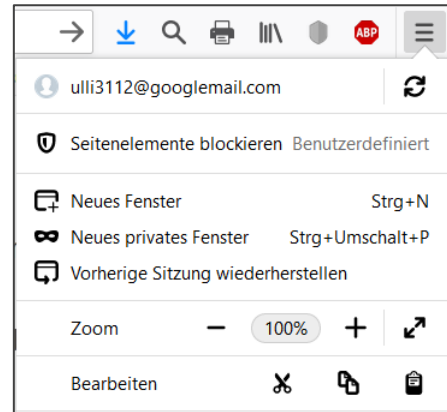 ABP
ulli3112@googlemail.com
Seitenelemente blockieren Benutzerdefiniert
Neues Fenster Strg+N
Neues privates Fenster Strg+Umschalt+P
Vorherige Sitzung wiederherstellen
Zoom 100%
Bearbeiten